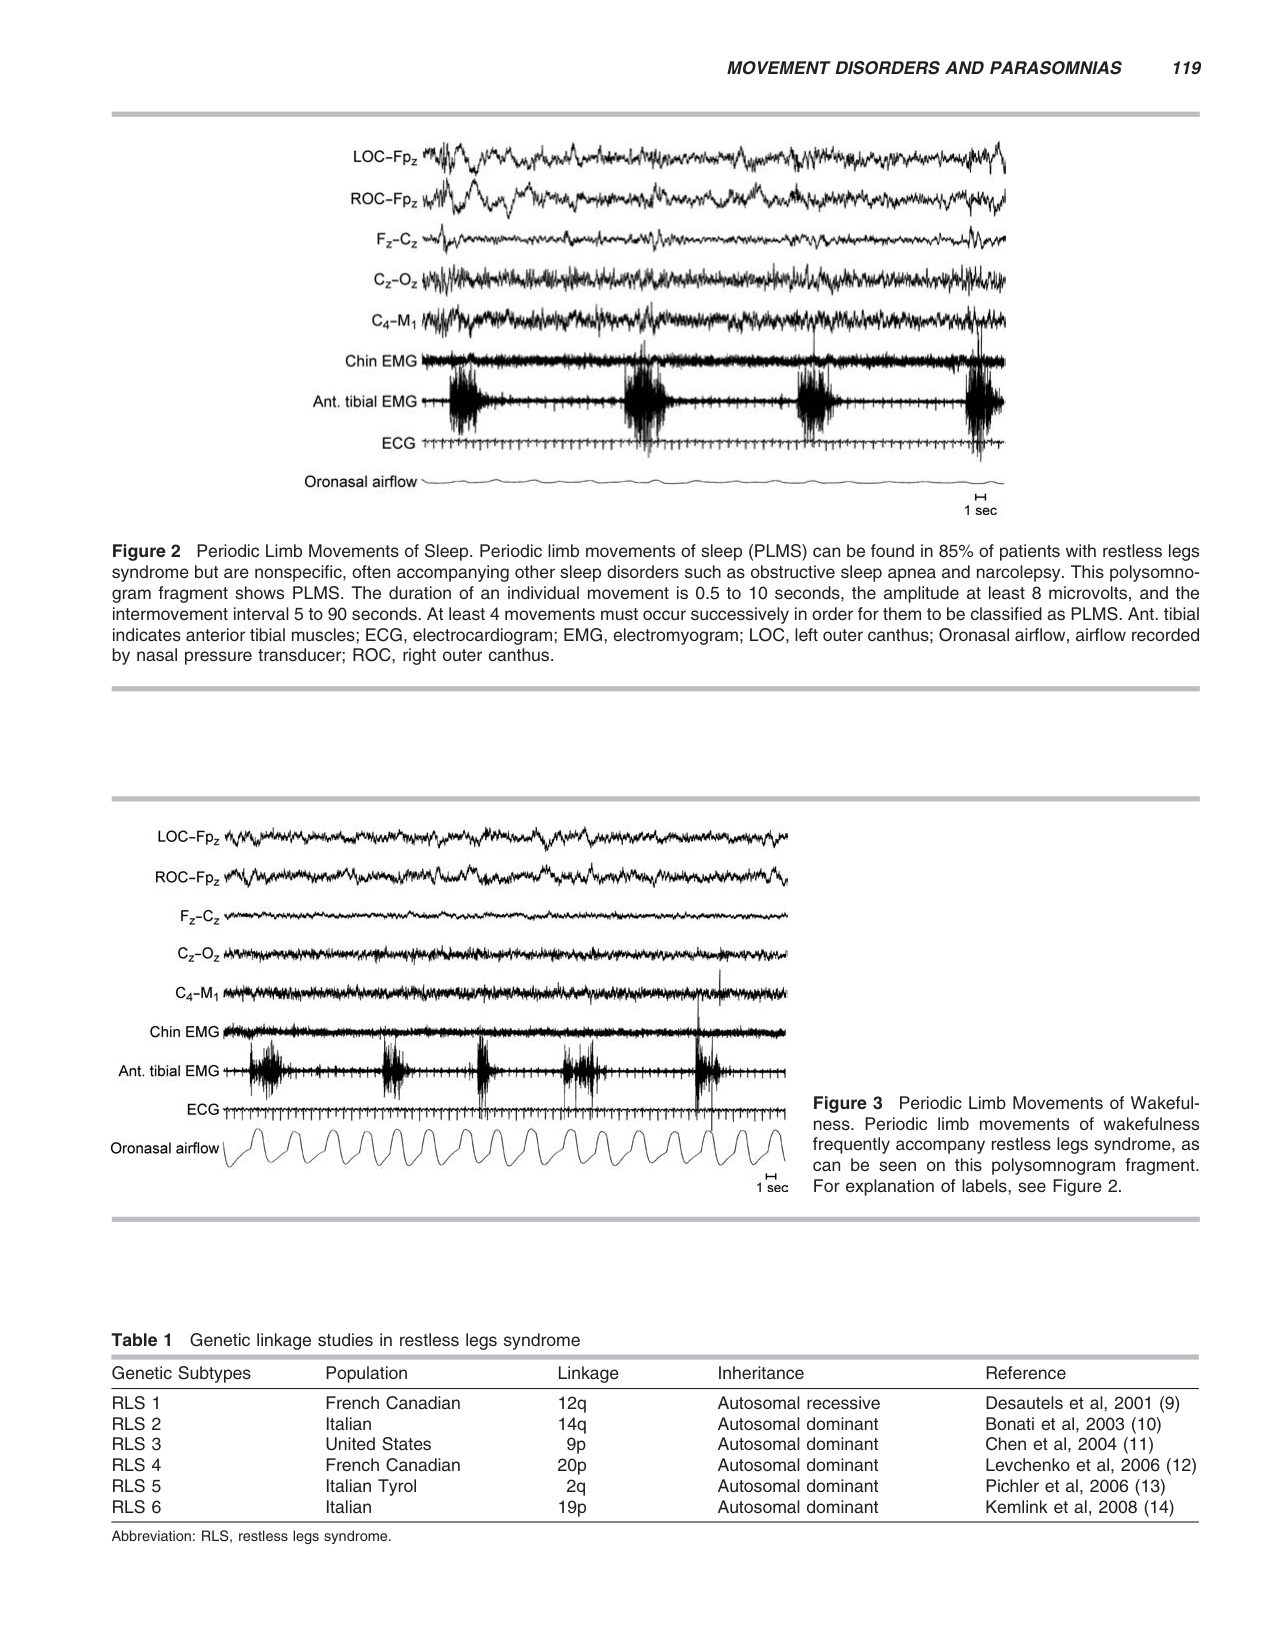 MOVEMENT DISORDERS AND PARASOMNIAS 119
LOC–Fpz
ROC–Fpz
Fz–Cz
Cz–Oz
C4–M1
Chin EMG
Ant. tibial EMG
ECG
Oronasal airflow
1 sec
Figure 2 Periodic Limb Movements of Sleep. Periodic limb movements of sleep (PLMS) can be found in 85% of patients with restless legs
syndrome but are nonspecific, often accompanying other sleep disorders such as obstructive sleep apnea and narcolepsy. This polysomno-
gram fragment shows PLMS. The duration of an individual movement is 0.5 to 10 seconds, the amplitude at least 8 microvolts, and the
intermovement interval 5 to 90 seconds. At least 4 movements must occur successively in order for them to be classified as PLMS. Ant. tibial
indicates anterior tibial muscles; ECG, electrocardiogram; EMG, electromyogram; LOC, left outer canthus; Oronasal airflow, airflow recorded
by nasal pressure transducer; ROC, right outer canthus.
LOC–Fpz
ROC–Fpz
Fz–Cz
Cz–Oz
C4–M1
Chin EMG
Ant. tibial EMG
ECG
Oronasal airflow
1 sec
Figure 3 Periodic Limb Movements of Wakeful-
ness. Periodic limb movements of wakefulness
frequently accompany restless legs syndrome, as
can be seen on this polysomnogram fragment.
For explanation of labels, see Figure 2.
Table 1 Genetic linkage studies in restless legs syndrome
Genetic Subtypes Population Linkage Inheritance Reference
RLS 1 French Canadian 12q Autosomal recessive Desautels et al, 2001 (9)
RLS 2 Italian 14q Autosomal dominant Bonati et al, 2003 (10)
RLS 3 United States 9p Autosomal dominant Chen et al, 2004 (11)
RLS 4 French Canadian 20p Autosomal dominant Levchenko et al, 2006 (12)
RLS 5 Italian Tyrol 2q Autosomal dominant Pichler et al, 2006 (13)
RLS 6 Italian 19p Autosomal dominant Kemlink et al, 2008 (14)
Abbreviation: RLS, restless legs syndrome.